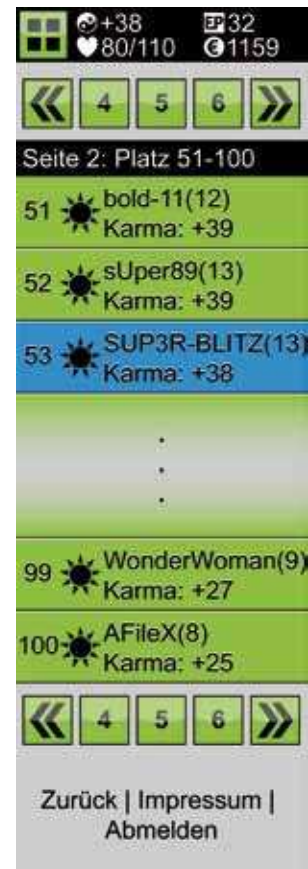 +38 EP 32
80/110 € 1159
4 5 6
Seite 2: Platz 51-100
51 bold-11(12)
Karma: +39
52 sUper89(13)
Karma: +39
53 SUP3R-BLITZ(13)
Karma: +38
99 WonderWoman(9)
Karma: +27
100 AFileX(8)
Karma: +25
4 5 6
Zurück | Impressum |
Abmelden